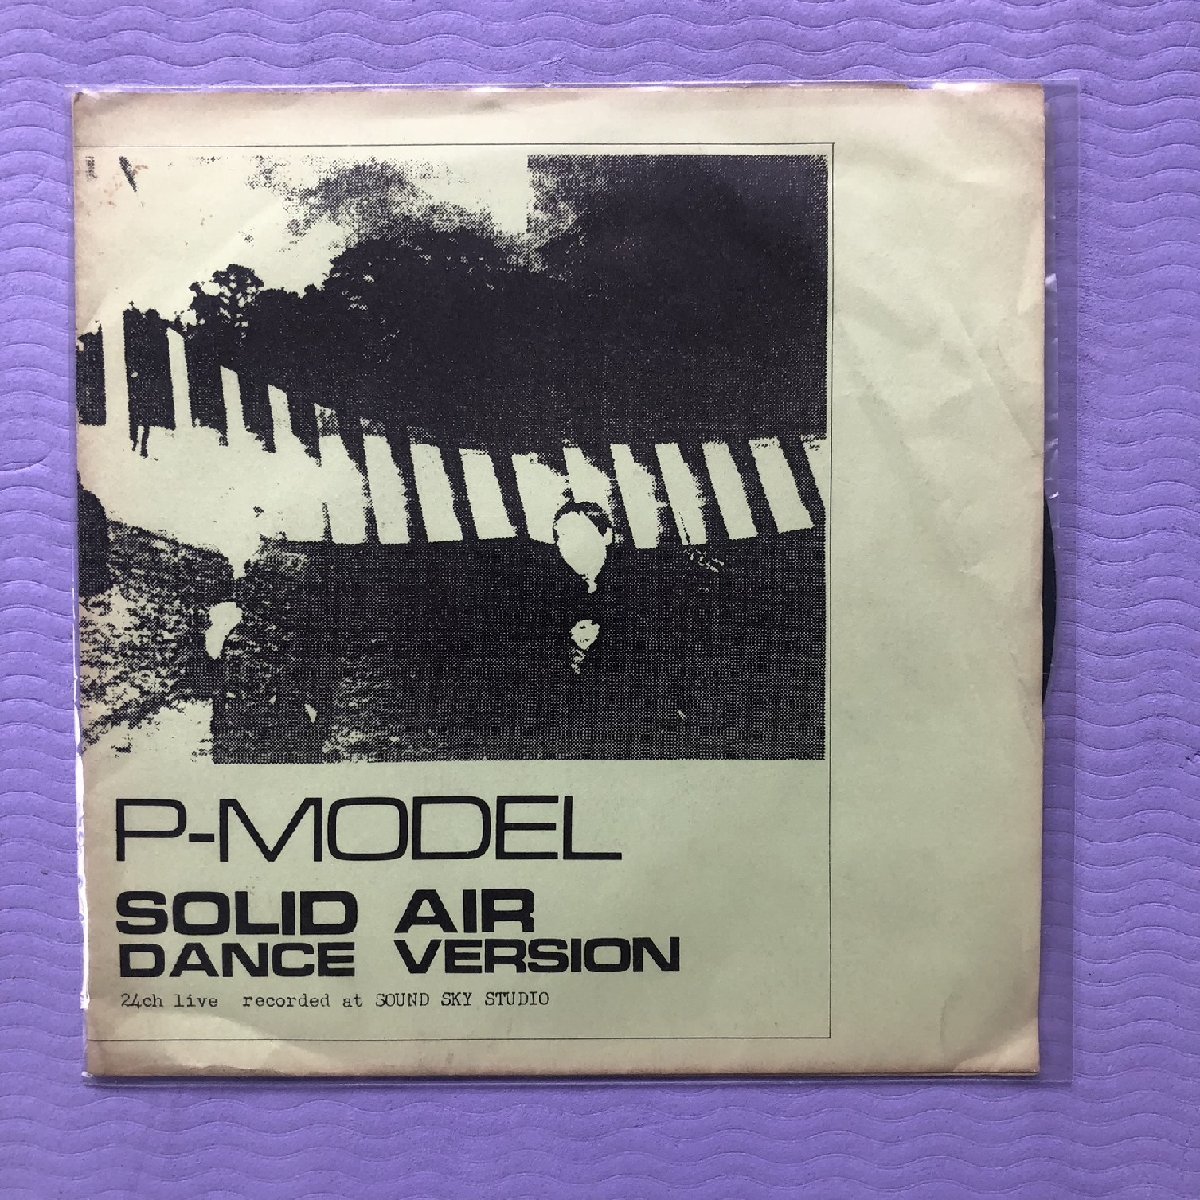 P-MODEL
SOLID AIR
DANCE VERSION
24ch live recorded at SOUND SKY STUDIO